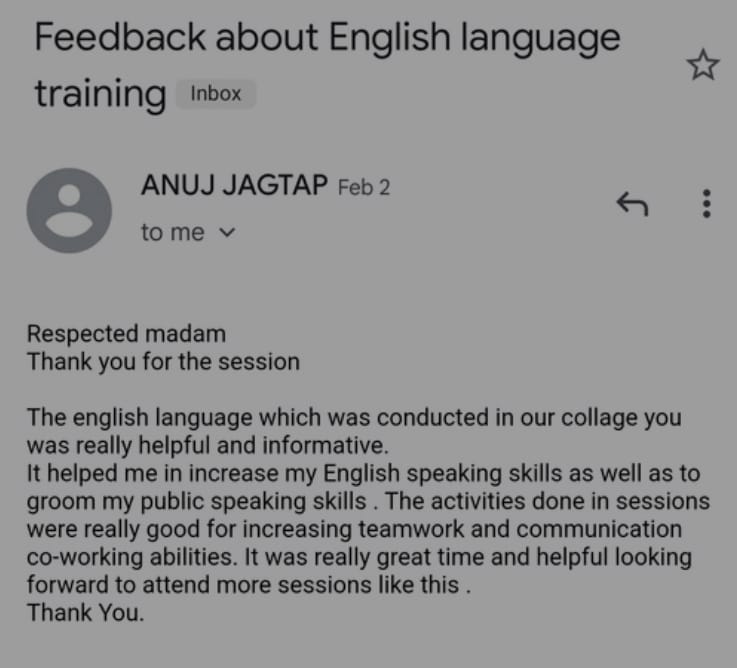 Feedback about English language
training Inbox
ANUJ JAGTAP Feb 2
to me
Respected madam
Thank you for the session
The english language which was conducted in our collage you
was really helpful and informative.
It helped me in increase my English speaking skills as well as to
groom my public speaking skills . The activities done in sessions
were really good for increasing teamwork and communication
co-working abilities. It was really great time and helpful looking
forward to attend more sessions like this .
Thank You.